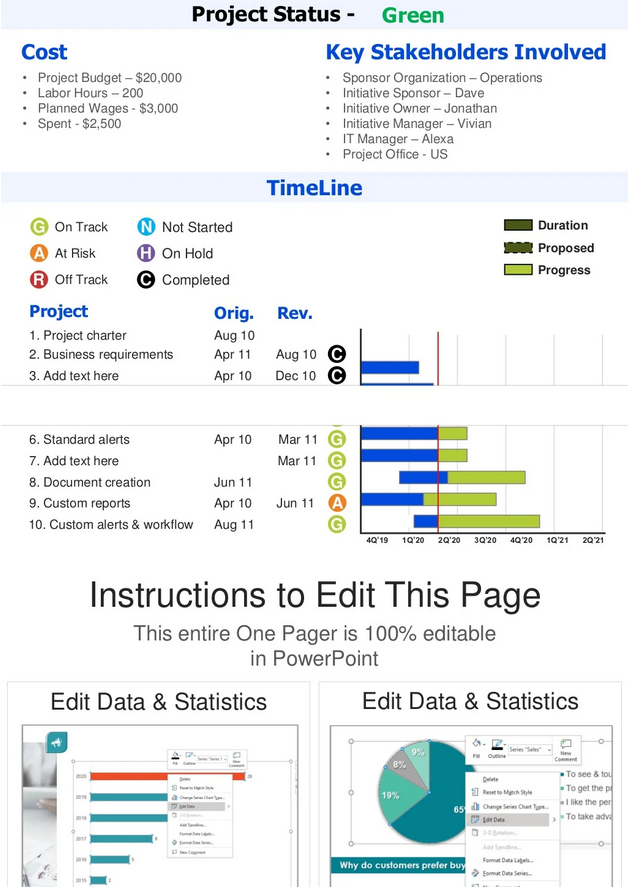 Project Status - Green
Cost
• Project Budget – $20,000
• Labor Hours – 200
• Planned Wages - $3,000
• Spent - $2,500
Key Stakeholders Involved
• Sponsor Organization – Operations
• Initiative Sponsor – Dave
• Initiative Owner – Jonathan
• Initiative Manager – Vivian
• IT Manager – Alexa
• Project Office - US
TimeLine
G On Track N Not Started
A At Risk H On Hold
R Off Track C Completed
Duration
Proposed
Progress
Project Orig. Rev.
1. Project charter Aug 10
2. Business requirements Apr 11 Aug 10 C
3. Add text here Apr 10 Dec 10 C
6. Standard alerts Apr 10 Mar 11 G
7. Add text here Mar 11 G
8. Document creation Jun 11 G
9. Custom reports Apr 10 Jun 11 A
10. Custom alerts & workflow Aug 11 G
4Q'19 1Q'20 2Q'20 3Q'20 4Q'20 1Q'21 2Q'21
Instructions to Edit This Page
This entire One Pager is 100% editable
in PowerPoint
Edit Data & Statistics
Fill Outline Series "Series 1 New Comment
2020
2019
2018
2017
2016
2015
Delete
Reset to Match Style
Change Series Chart Type...
Edit Data
3-D Rotation...
Add Trendline...
Format Data Labels...
Format Data Series...
New Comment
Edit Data & Statistics
Fill Outline Series "Sales" New Comment
9%
8%
19%
65
Delete
Reset to Match Style
Change Series Chart Type...
Edit Data
3-D Rotation...
Add Trendline...
Format Data Labels...
Format Data Series...
New Comment
To see & tou
To get the pr
I like the per
To take adva
Why do customers prefer buy